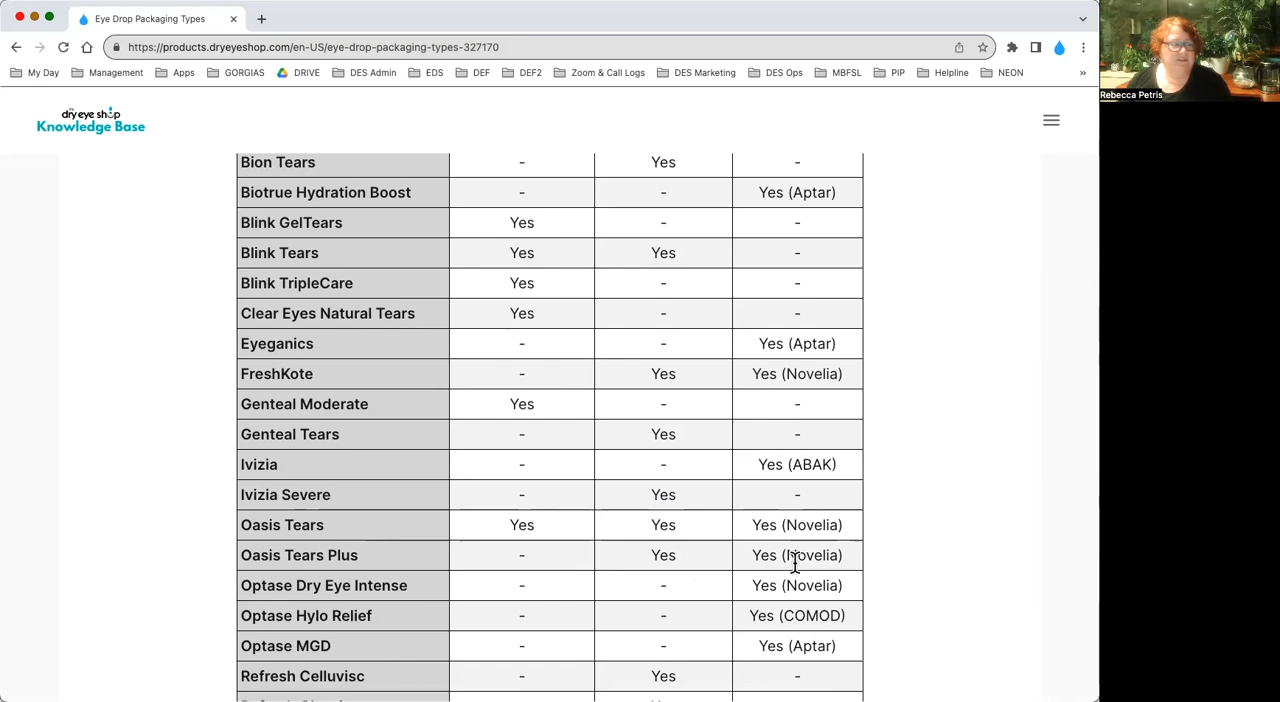 Eye Drop Packaging Types
https://products.dryeyeshop.com/en-US/eye-drop-packaging-types-327170
My Day Management Apps GORGIAS DRIVE DES Admin EDS DEF DEF2 Zoom & Call Logs DES Marketing DES Ops MBFSL PIP Helpline NEON »
Rebecca Petris
the dry eye shop
Knowledge Base
Bion Tears - Yes -
Biotrue Hydration Boost - - Yes (Aptar)
Blink GelTears Yes - -
Blink Tears Yes Yes -
Blink TripleCare Yes - -
Clear Eyes Natural Tears Yes - -
Eyeganics - - Yes (Aptar)
FreshKote - Yes Yes (Novelia)
Genteal Moderate Yes - -
Genteal Tears - Yes -
Ivizia - - Yes (ABAK)
Ivizia Severe - Yes -
Oasis Tears Yes Yes Yes (Novelia)
Oasis Tears Plus - Yes Yes (Novelia)
Optase Dry Eye Intense - - Yes (Novelia)
Optase Hylo Relief - - Yes (COMOD)
Optase MGD - - Yes (Aptar)
Refresh Celluvisc - Yes -